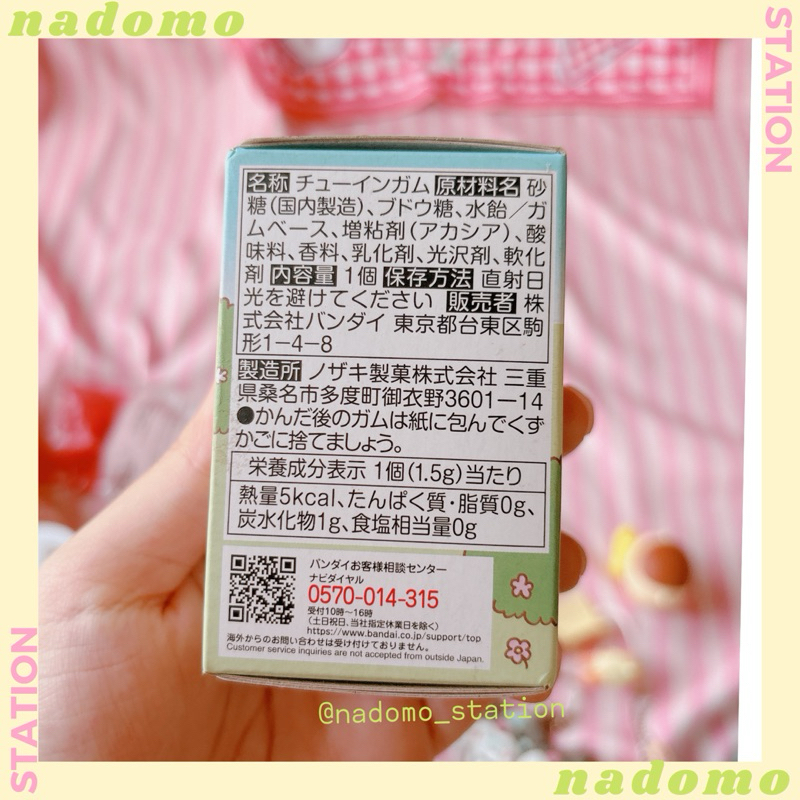 nadomo
STATION
名称 チューインガム 原材料名 砂
糖(国内製造)、ブドウ糖、水飴/ガ
ムベース、増粘剤(アカシア)、酸
味料、香料、乳化剤、光沢剤、軟化
剤 内容量 1個 保存方法 直射日
光を避けてください 販売者 株
式会社バンダイ 東京都台東区駒
形1-4-8
製造所 ノザキ製菓株式会社 三重
県桑名市多度町御衣野3601-14
●かんだ後のガムは紙に包んでくず
かごに捨てましょう。
栄養成分表示 1個(1.5g)当たり
熱量5kcal、たんぱく質・脂質0g、
炭水化物1g、食塩相当量0g
バンダイお客様相談センター
ナビダイヤル
0570-014-315
受付10時~16時
(土日祝日、当社指定休業日を除く)
https://www.bandai.co.jp/support/top
海外からのお問い合わせは受け付けておりません。
Customer service inquiries are not accepted from outside Japan.
@nadomo_station
STATION
nadomo